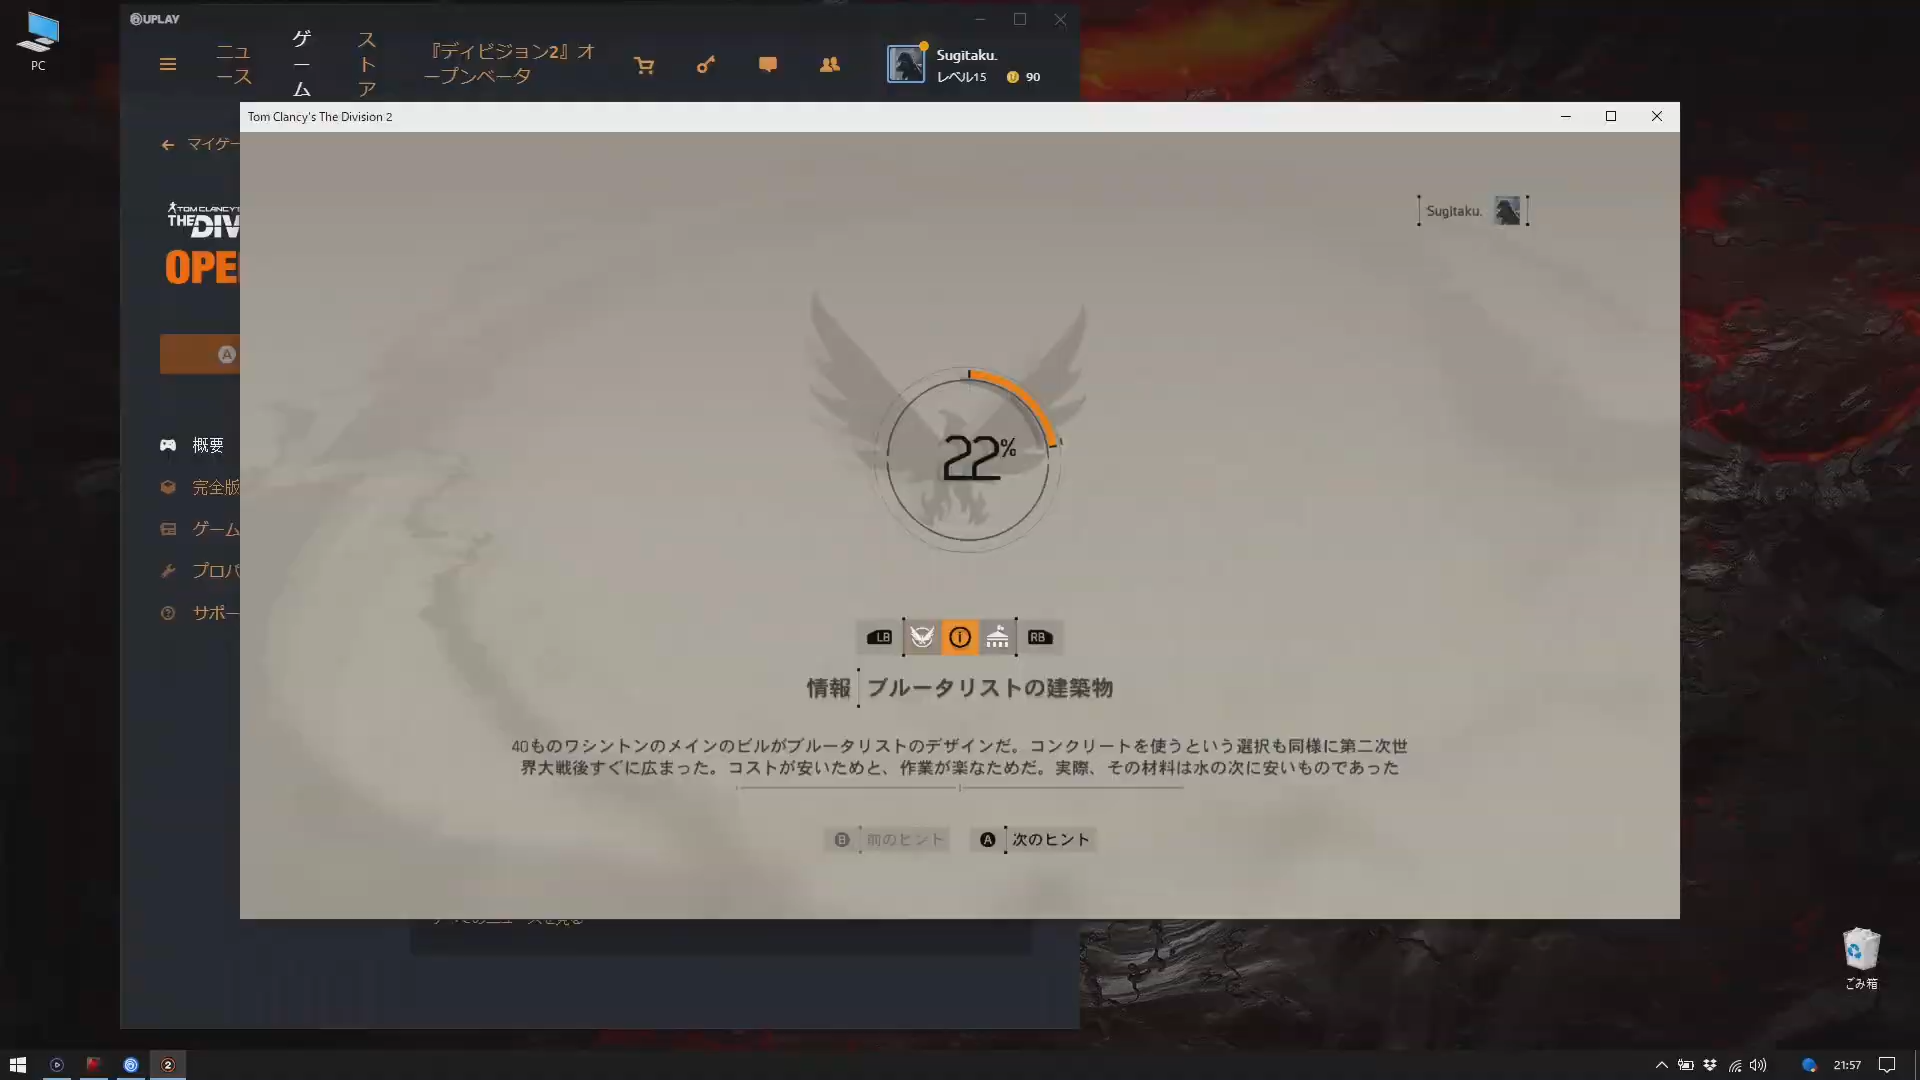 PC
UPLAY
ニュース
ゲーム
ストア
『ディビジョン2』オ
ープンベータ
Sugitaku.
レベル15
90
Tom Clancy's The Division 2
マイゲー
TOM CLANCY'S
THE DIV
OPE
A
概要
完全版
ゲーム
プロパ
サポー
Sugitaku.
22%
LB
RB
情報
ブルータリストの建築物
40ものワシントンのメインのビルがブルータリストのデザインだ。コンクリートを使うという選択も同様に第二次世
界大戦後すぐに広まった。コストが安いためと、作業が楽なためだ。実際、その材料は水の次に安いものであった
B 前のヒント
A 次のヒント
ごみ箱
21:57